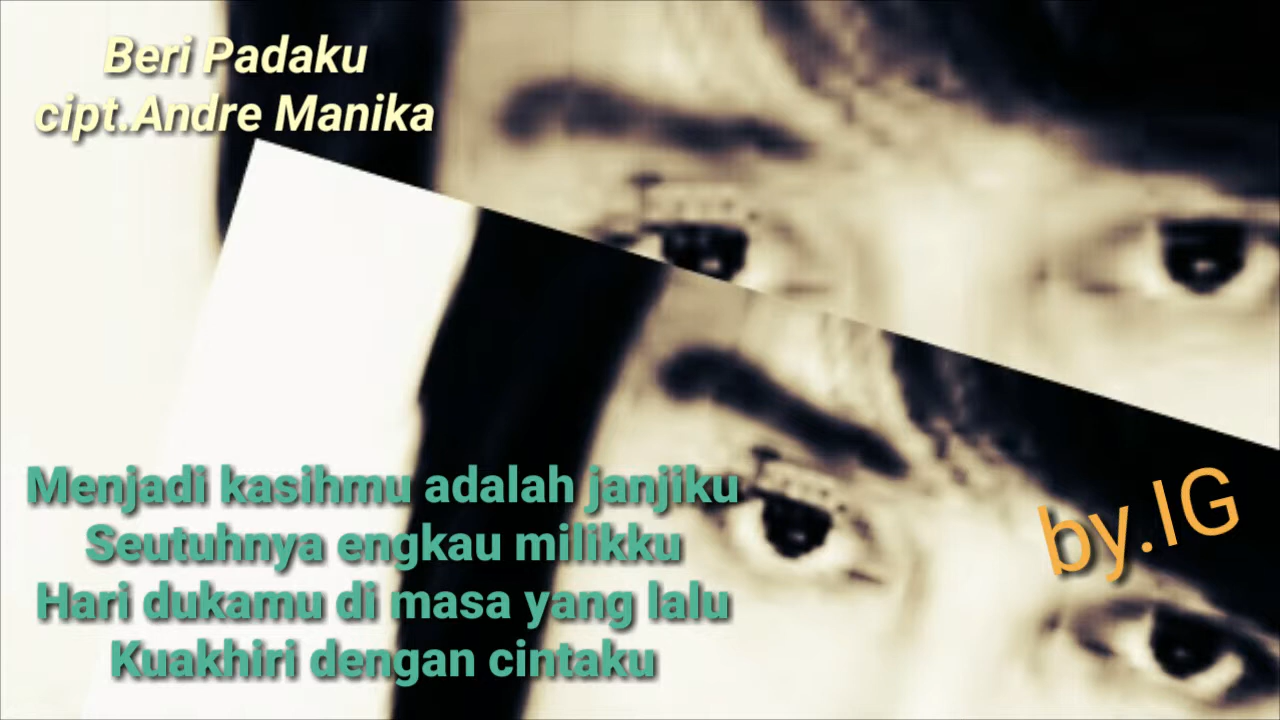 Beri Padaku
cipt.Andre Manika
Menjadi kasihmu adalah janjiku
Seutuhnya engkau milikku
Hari dukamu di masa yang lalu
Kuakhiri dengan cintaku
by.IG